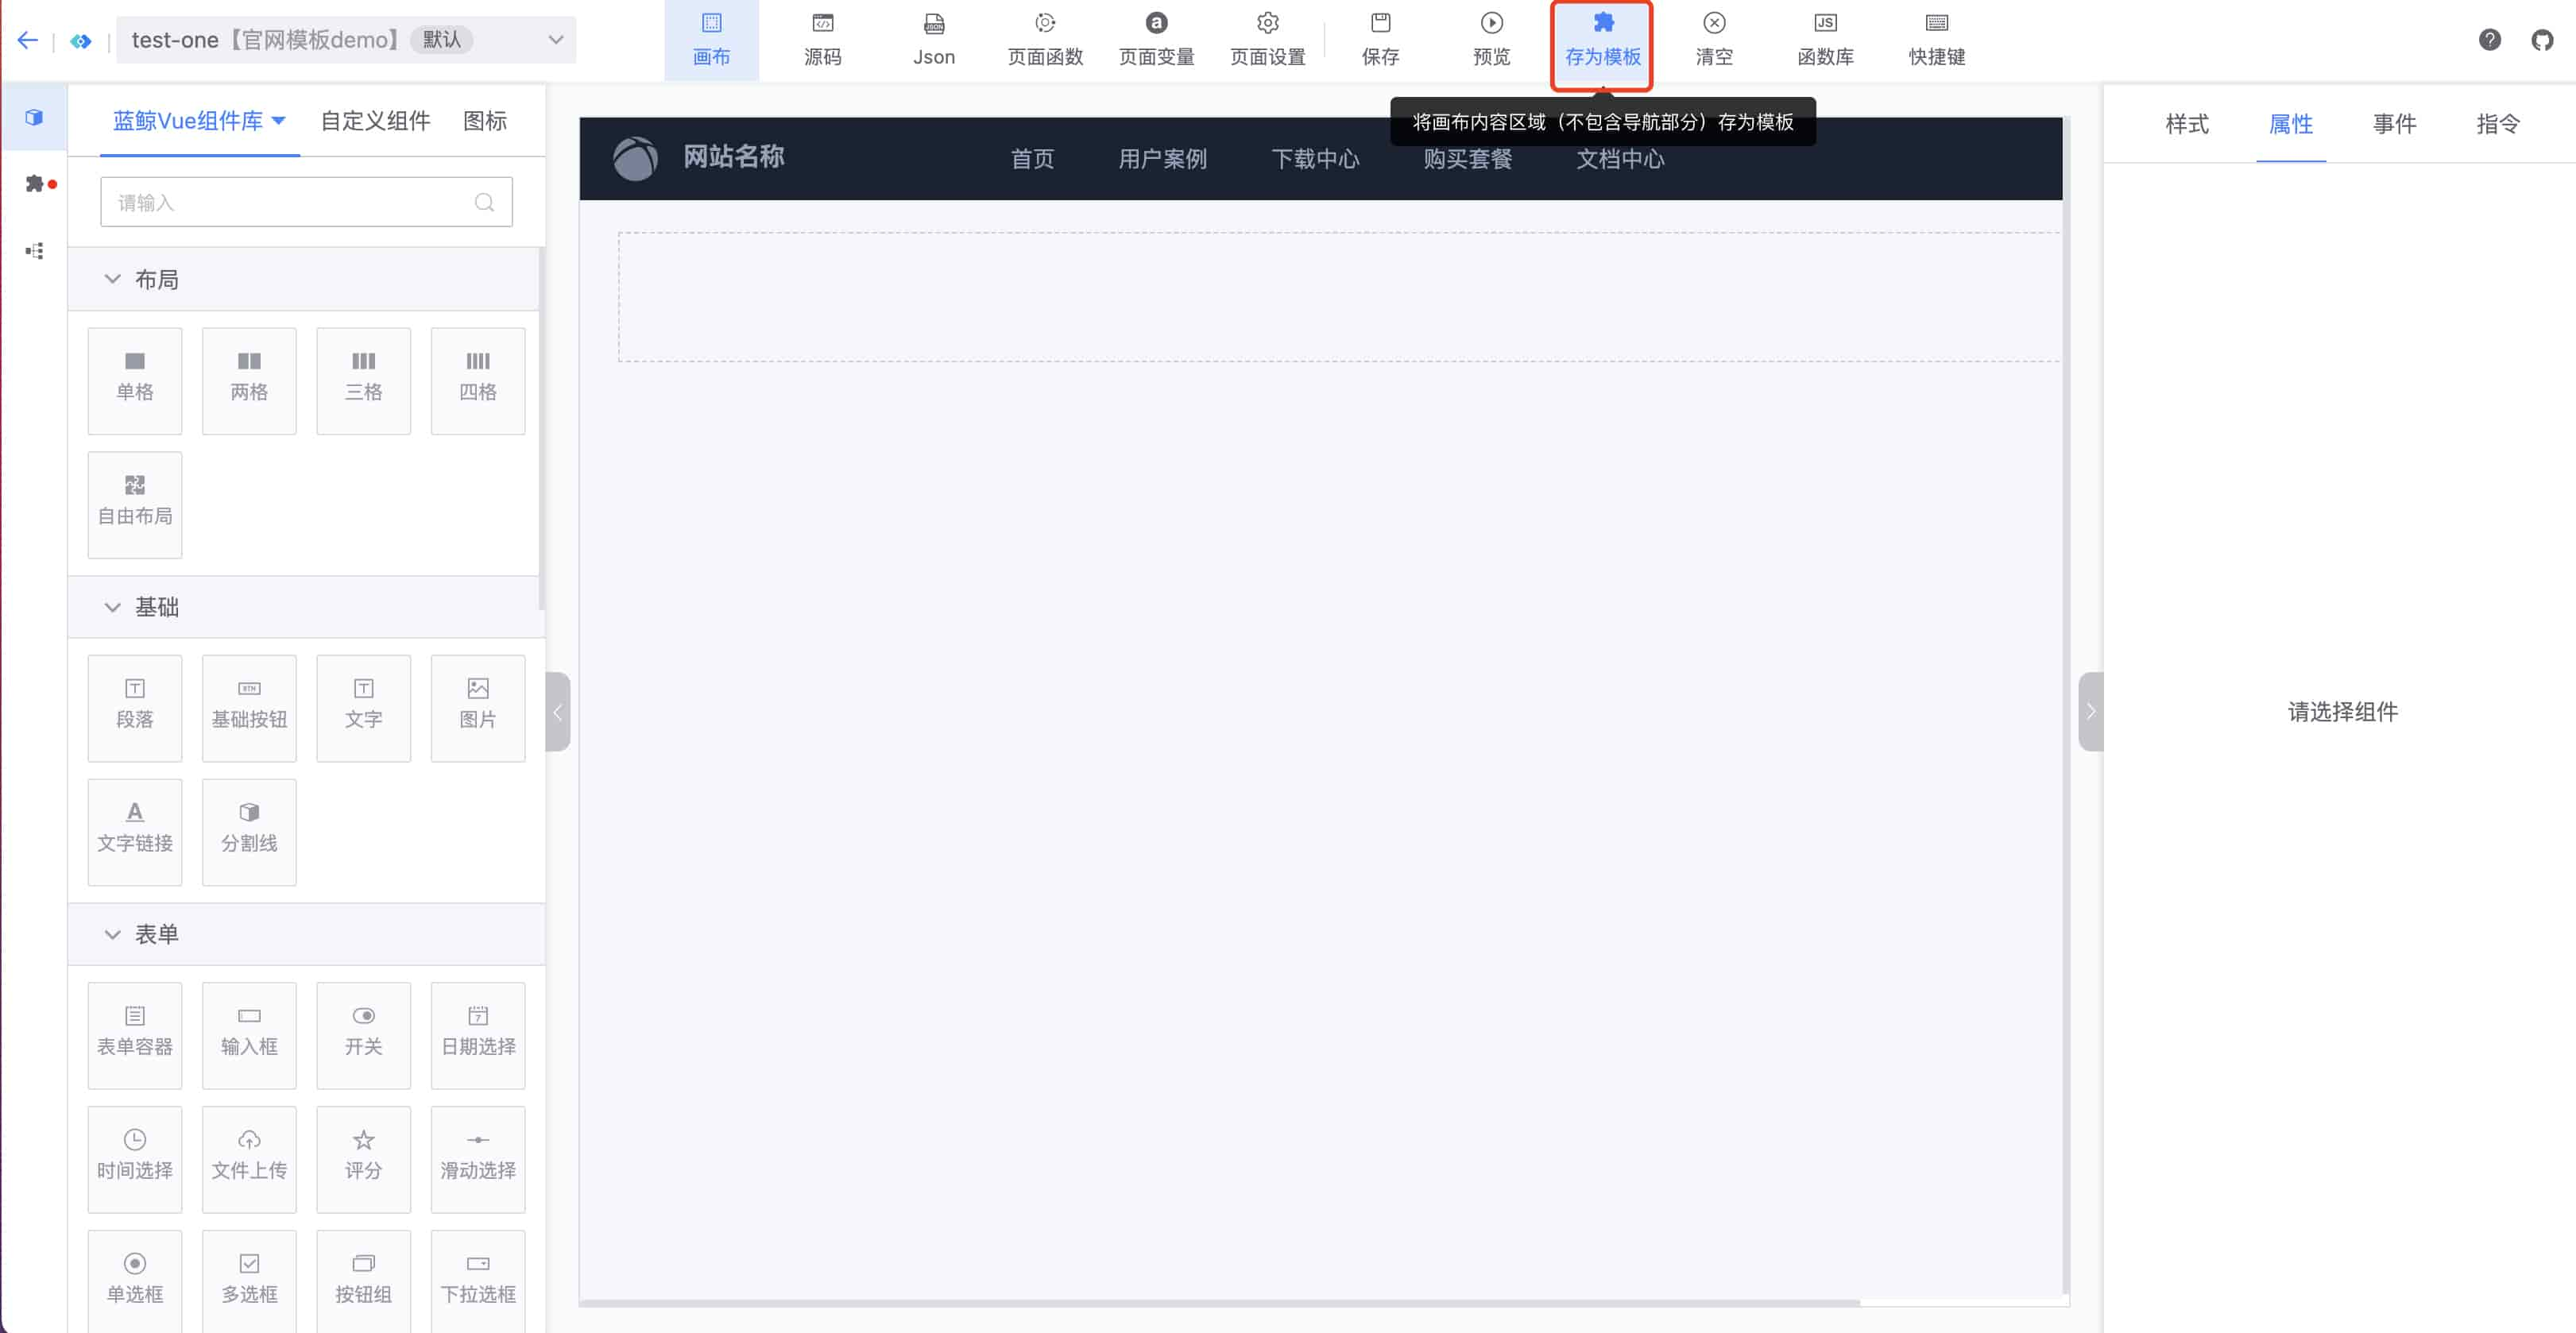 test-one【官网模板demo】 默认
画布 源码 Json 页面函数 页面变量 页面设置 保存 预览 存为模板 清空 函数库 快捷键
将画布内容区域（不包含导航部分）存为模板
蓝鲸Vue组件库 自定义组件 图标
请输入
布局
单格 两格 三格 四格
自由布局
基础
段落 基础按钮 文字 图片
文字链接 分割线
表单
表单容器 输入框 开关 日期选择
时间选择 文件上传 评分 滑动选择
单选框 多选框 按钮组 下拉选框
网站名称 首页 用户案例 下载中心 购买套餐 文档中心
样式 属性 事件 指令
请选择组件